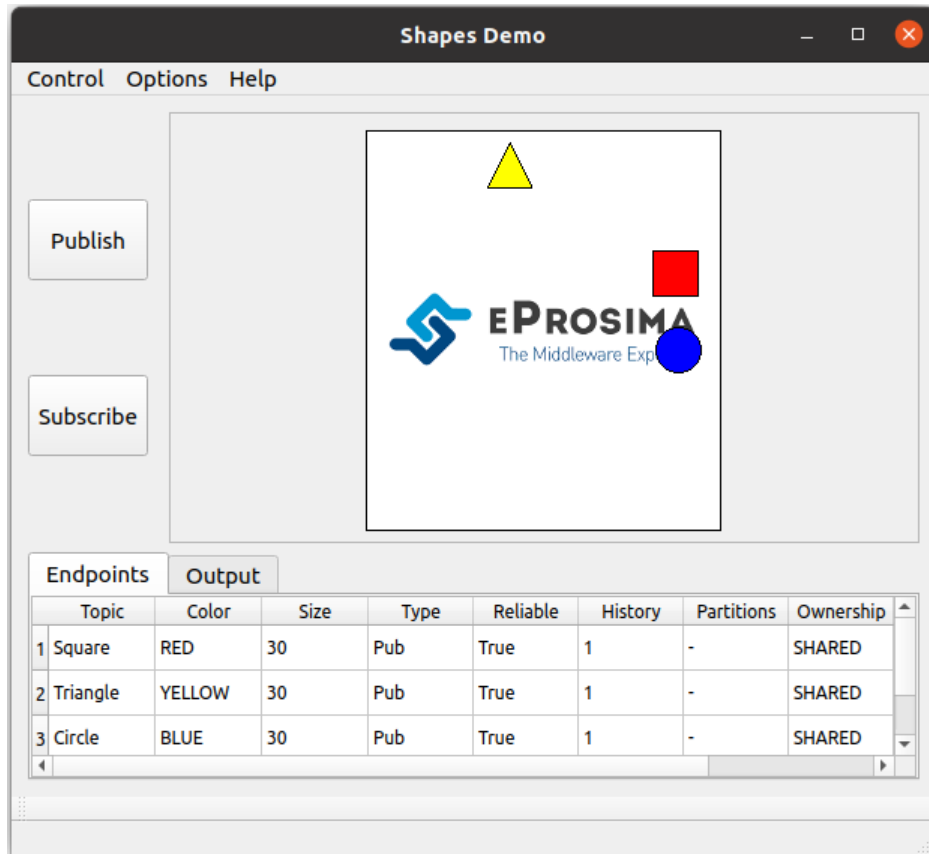 Shapes Demo
Control Options Help
Publish
Subscribe
EPROSIMA
The Middleware
Endpoints Output
Topic Color Size Type Reliable History Partitions Ownership
1 Square RED 30 Pub True 1 - SHARED
2 Triangle YELLOW 30 Pub True 1 - SHARED
3 Circle BLUE 30 Pub True 1 - SHARED